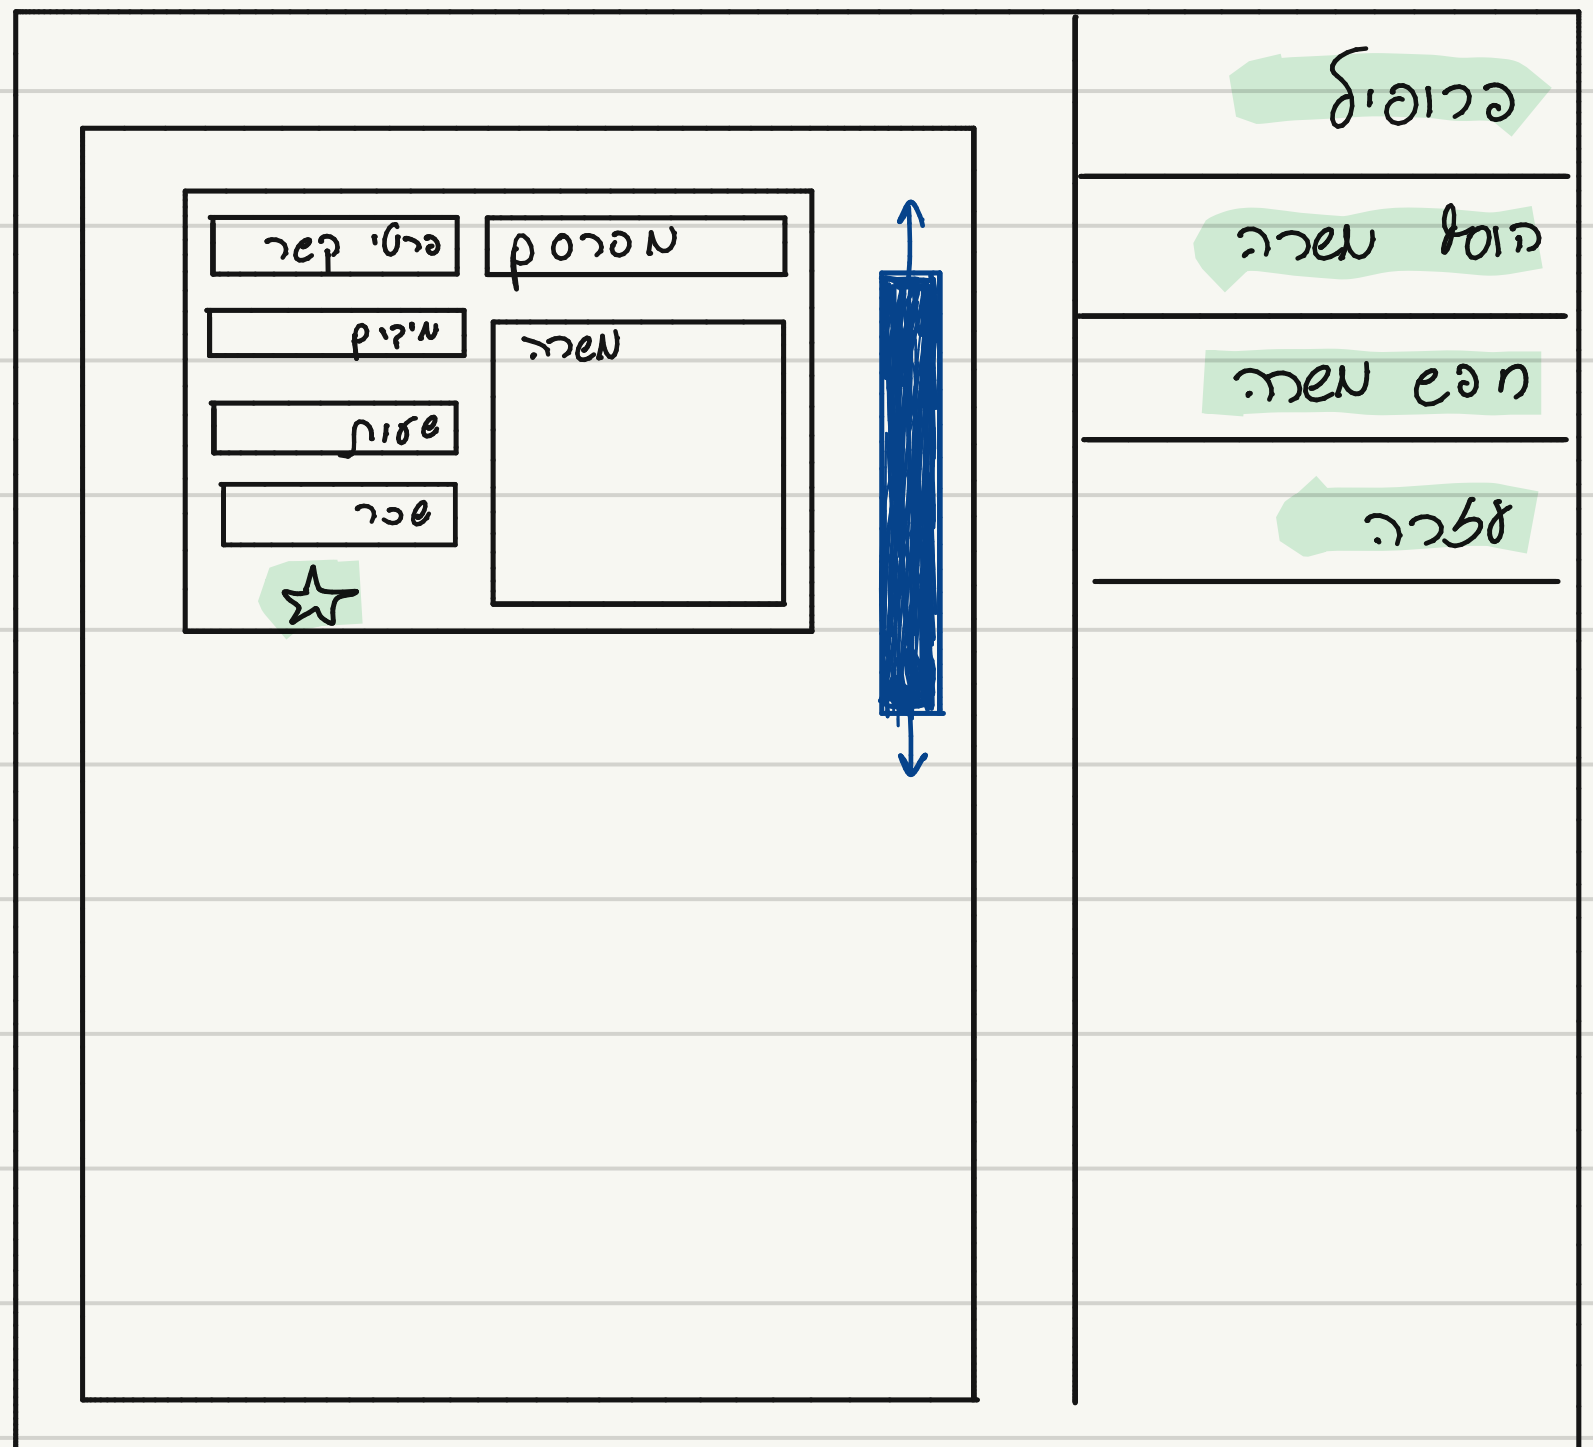 פרופיל
הוסף משרה
חפש משרה
עזרה
מפרסם
פרטי קשר
משרה
מיקום
שעות
שכר